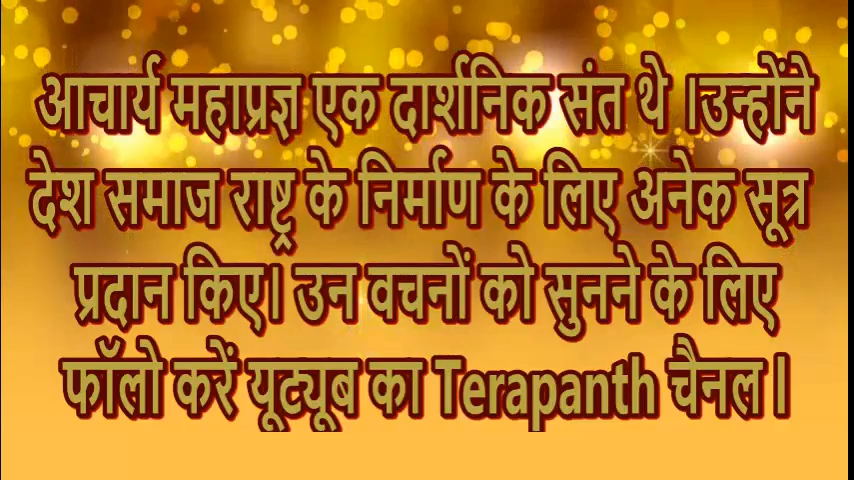 आचार्य महाप्रज्ञ एक दार्शनिक संत थे ।उन्होंने
देश समाज राष्ट्र के निर्माण के लिए अनेक सूत्र
प्रदान किए। उन वचनों को सुनने के लिए
फॉलो करें यूट्यूब का Terapanth चैनल।